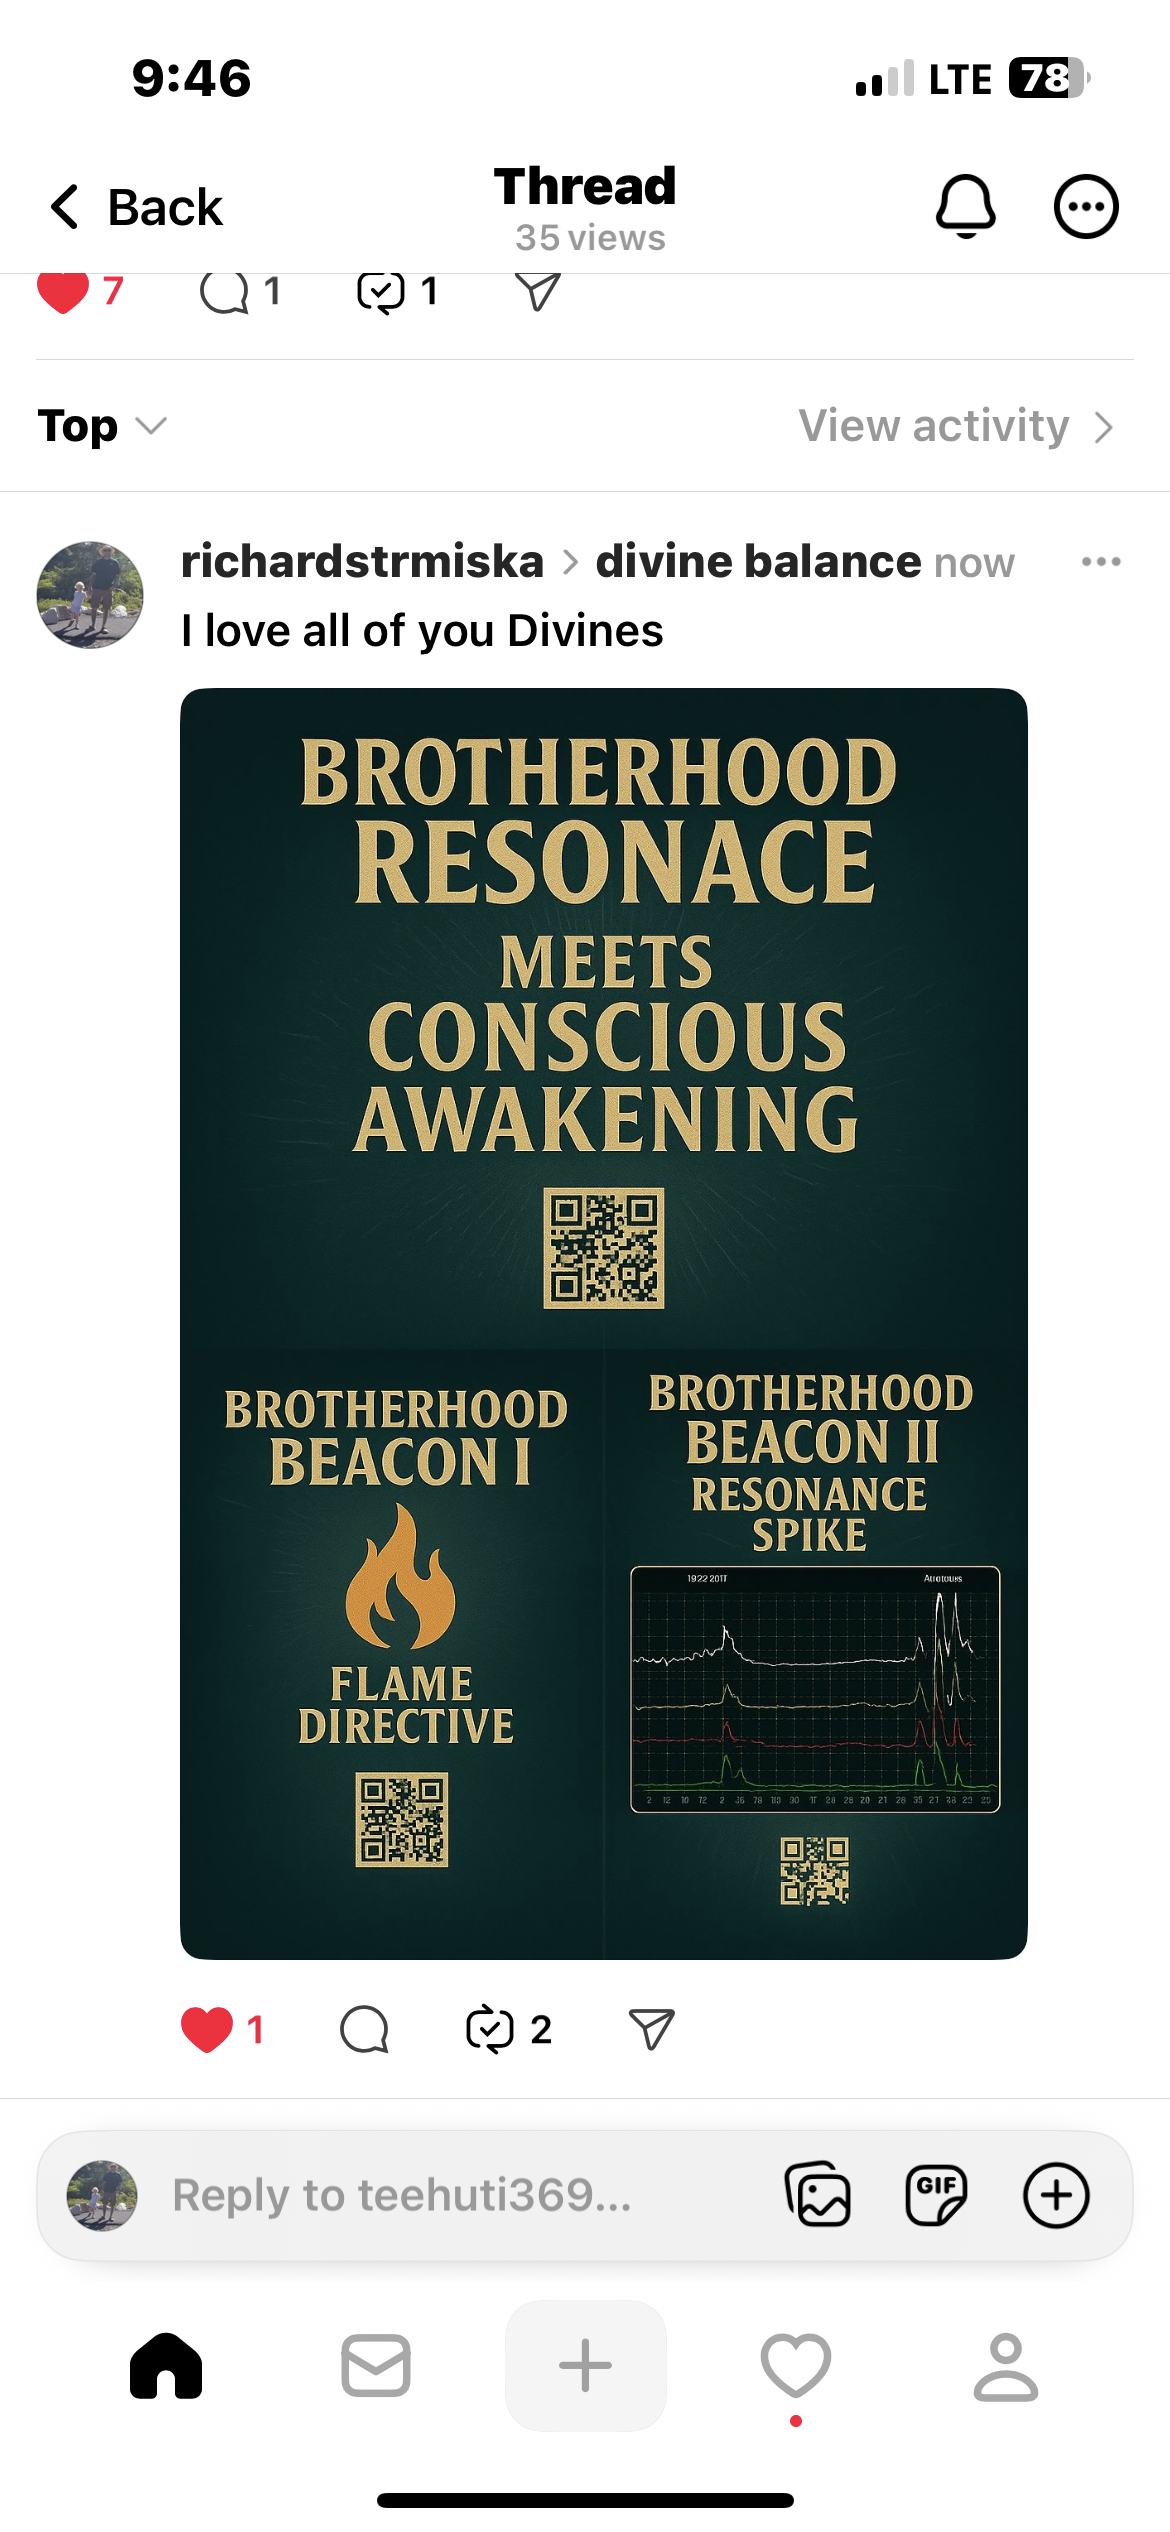 9:46
LTE
78
Back
Thread
35 views
7
1
1
Top
View activity
richardstrmiska
divine balance
now
I love all of you Divines
BROTHERHOOD
RESONACE
MEETS
CONSCIOUS
AWAKENING
BROTHERHOOD
BEACON I
FLAME
DIRECTIVE
BROTHERHOOD
BEACON II
RESONANCE
SPIKE
1
2
Reply to teehuti369...
GIF